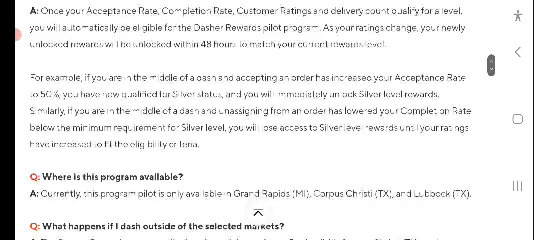 A: Once your Acceptance Rate, Completion Rate, Customer Ratings and delivery count qualify for a level,
you will automatically be eligible for the Dasher Rewards pilot program. As your ratings change, your newly
unlocked rewards will be unlocked within 48 hours to match your current rewards level.
For example, if you are in the middle of a dash and accepting an order has increased your Acceptance Rate
to 50%, you have now qualified for Silver status, and you will immediately unlock Silver level rewards.
Similarly, if you are in the middle of a dash and unassigning from an order has lowered your Completion Rate
below the minimum requirement for Silver level, you will lose access to Silver level rewards until your ratings
have increased to fit the eligibility criteria.
Q: Where is this program available?
A: Currently, this program pilot is only available in Grand Rapids (MI), Corpus Christi (TX), and Lubbock (TX).
Q: What happens if I dash outside of the selected markets?